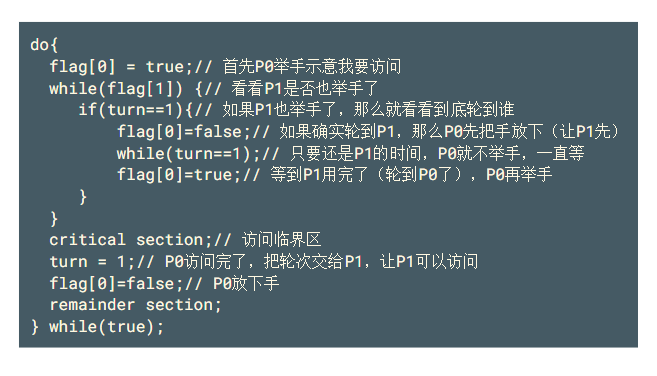 do{
flag[0] = true;// 首先P0举手示意我要访问
while(flag[1]) {// 看看P1是否也举手了
if(turn==1){// 如果P1也举手了，那么就看看到底轮到谁
flag[0]=false;// 如果确实轮到P1，那么P0先把手放下（让P1先）
while(turn==1);// 只要还是P1的时间，P0就不举手，一直等
flag[0]=true;// 等到P1用完了（轮到P0了），P0再举手
}
}
critical section;// 访问临界区
turn = 1;// P0访问完了，把轮次交给P1，让P1可以访问
flag[0]=false;// P0放下手
remainder section;
} while(true);